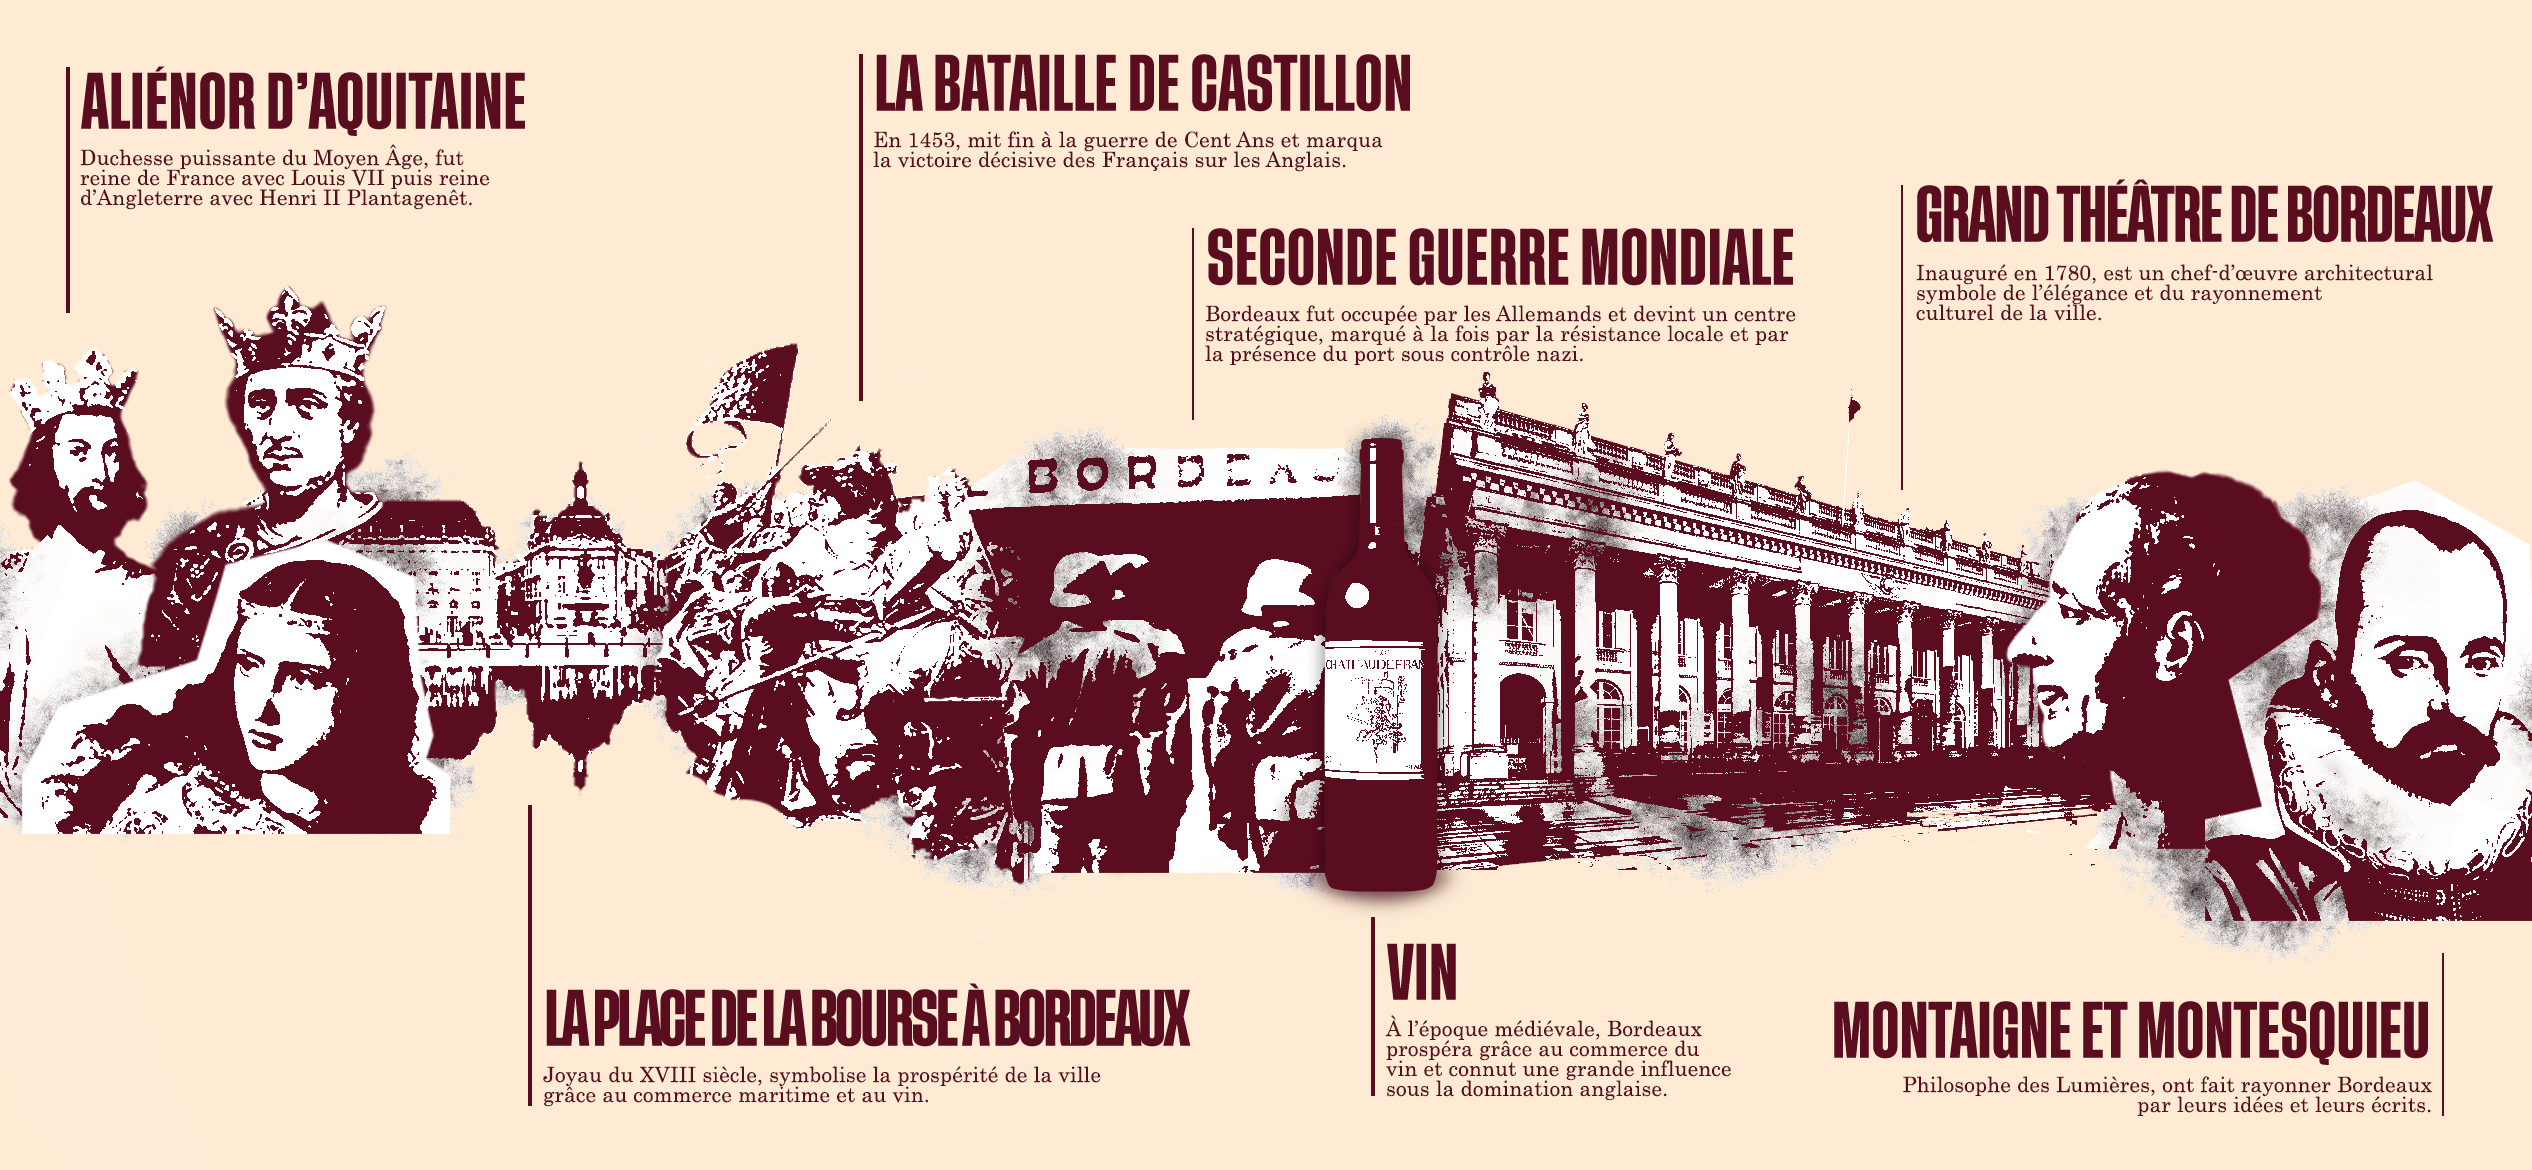 ALIÉNOR D'AQUITAINE
Duchesse puissante du Moyen Âge, fut
reine de France avec Louis VII puis reine
d'Angleterre avec Henri II Plantagenêt.
LA BATAILLE DE CASTILLON
En 1453, mit fin à la guerre de Cent Ans et marqua
la victoire décisive des Français sur les Anglais.
SECONDE GUERRE MONDIALE
Bordeaux fut occupée par les Allemands et devint un centre
stratégique, marqué à la fois par la résistance locale et par
la présence du port sous contrôle nazi.
GRAND THÉÂTRE DE BORDEAUX
Inauguré en 1780, est un chef-d'œuvre architectural
symbole de l'élégance et du rayonnement
culturel de la ville.
BORDEAU
CHATEAU DE FRAN
LA PLACE DE LA BOURSE À BORDEAUX
Joyau du XVIII siècle, symbolise la prospérité de la ville
grâce au commerce maritime et au vin.
VIN
À l'époque médiévale, Bordeaux
prospéra grâce au commerce du
vin et connut une grande influence
sous la domination anglaise.
MONTAIGNE ET MONTESQUIEU
Philosophe des Lumières, ont fait rayonner Bordeaux
par leurs idées et leurs écrits.